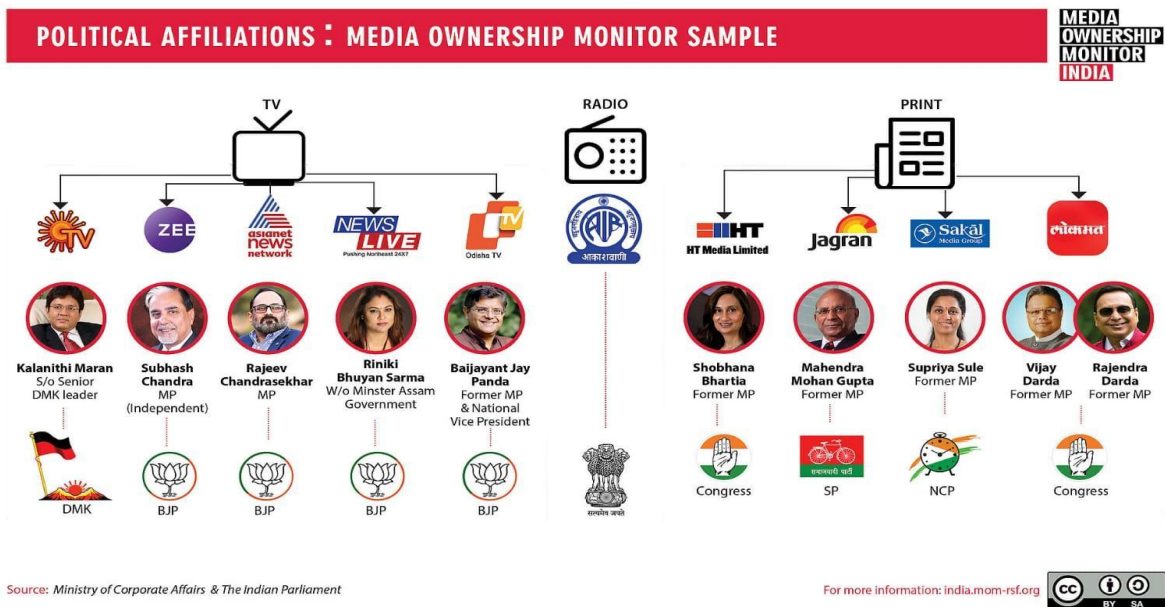 POLITICAL AFFILIATIONS : MEDIA OWNERSHIP MONITOR SAMPLE
MEDIA
OWNERSHIP
MONITOR
INDIA
TV
RADIO
PRINT
TV
ZEE
asianet
news
network
NEWS
LIVE
Pushing Northeast 24X7
TV
Odisha TV
आकाशवाणी
HT
HT Media Limited
Jagran
Sakāl
Media Group
लोकमत
Kalanithi Maran
S/o Senior
DMK leader
Subhash
Chandra
MP
(Independent)
Rajeev
Chandrasekhar
MP
Riniki
Bhuyan Sarma
W/o Minster Assam
Government
Baijayant Jay
Panda
Former MP
& National
Vice President
Shobhana
Bhartia
Former MP
Mahendra
Mohan Gupta
Former MP
Supriya Sule
Former MP
Vijay
Darda
Former MP
Rajendra
Darda
Former MP
DMK
BJP
BJP
BJP
BJP
सत्यमेव जयते
Congress
समाजवादी पार्टी
SP
NCP
Congress
Source: Ministry of Corporate Affairs & The Indian Parliament
For more information: india.mom-rsf.org
cc
BY SA